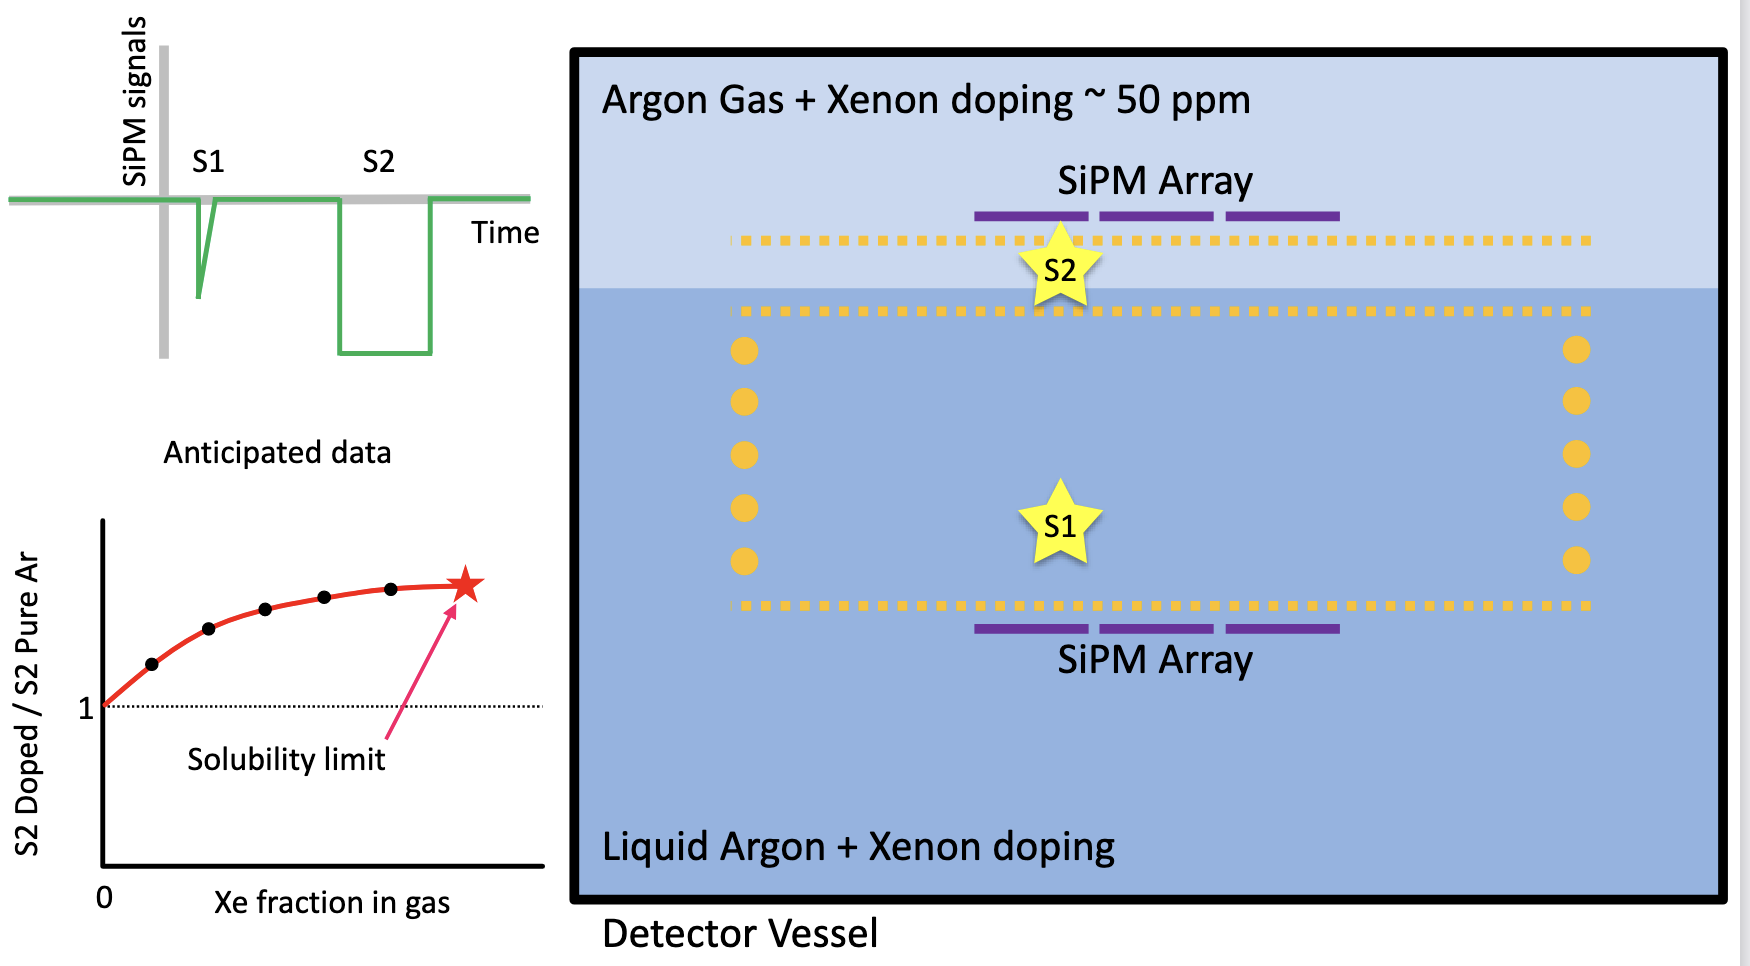 SiPM signals
S1
S2
Time
Anticipated data
S2 Doped / S2 Pure Ar
1
Solubility limit
0
Xe fraction in gas
Argon Gas + Xenon doping ~ 50 ppm
SiPM Array
S2
S1
SiPM Array
Liquid Argon + Xenon doping
Detector Vessel